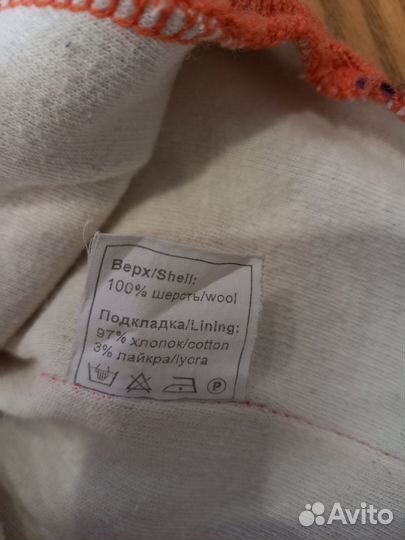 Верх/Shell:
100% шерсть/wool
Подкладка/Lining:
97% хлопок/cotton
3% лайкра/lycra
P
Avito